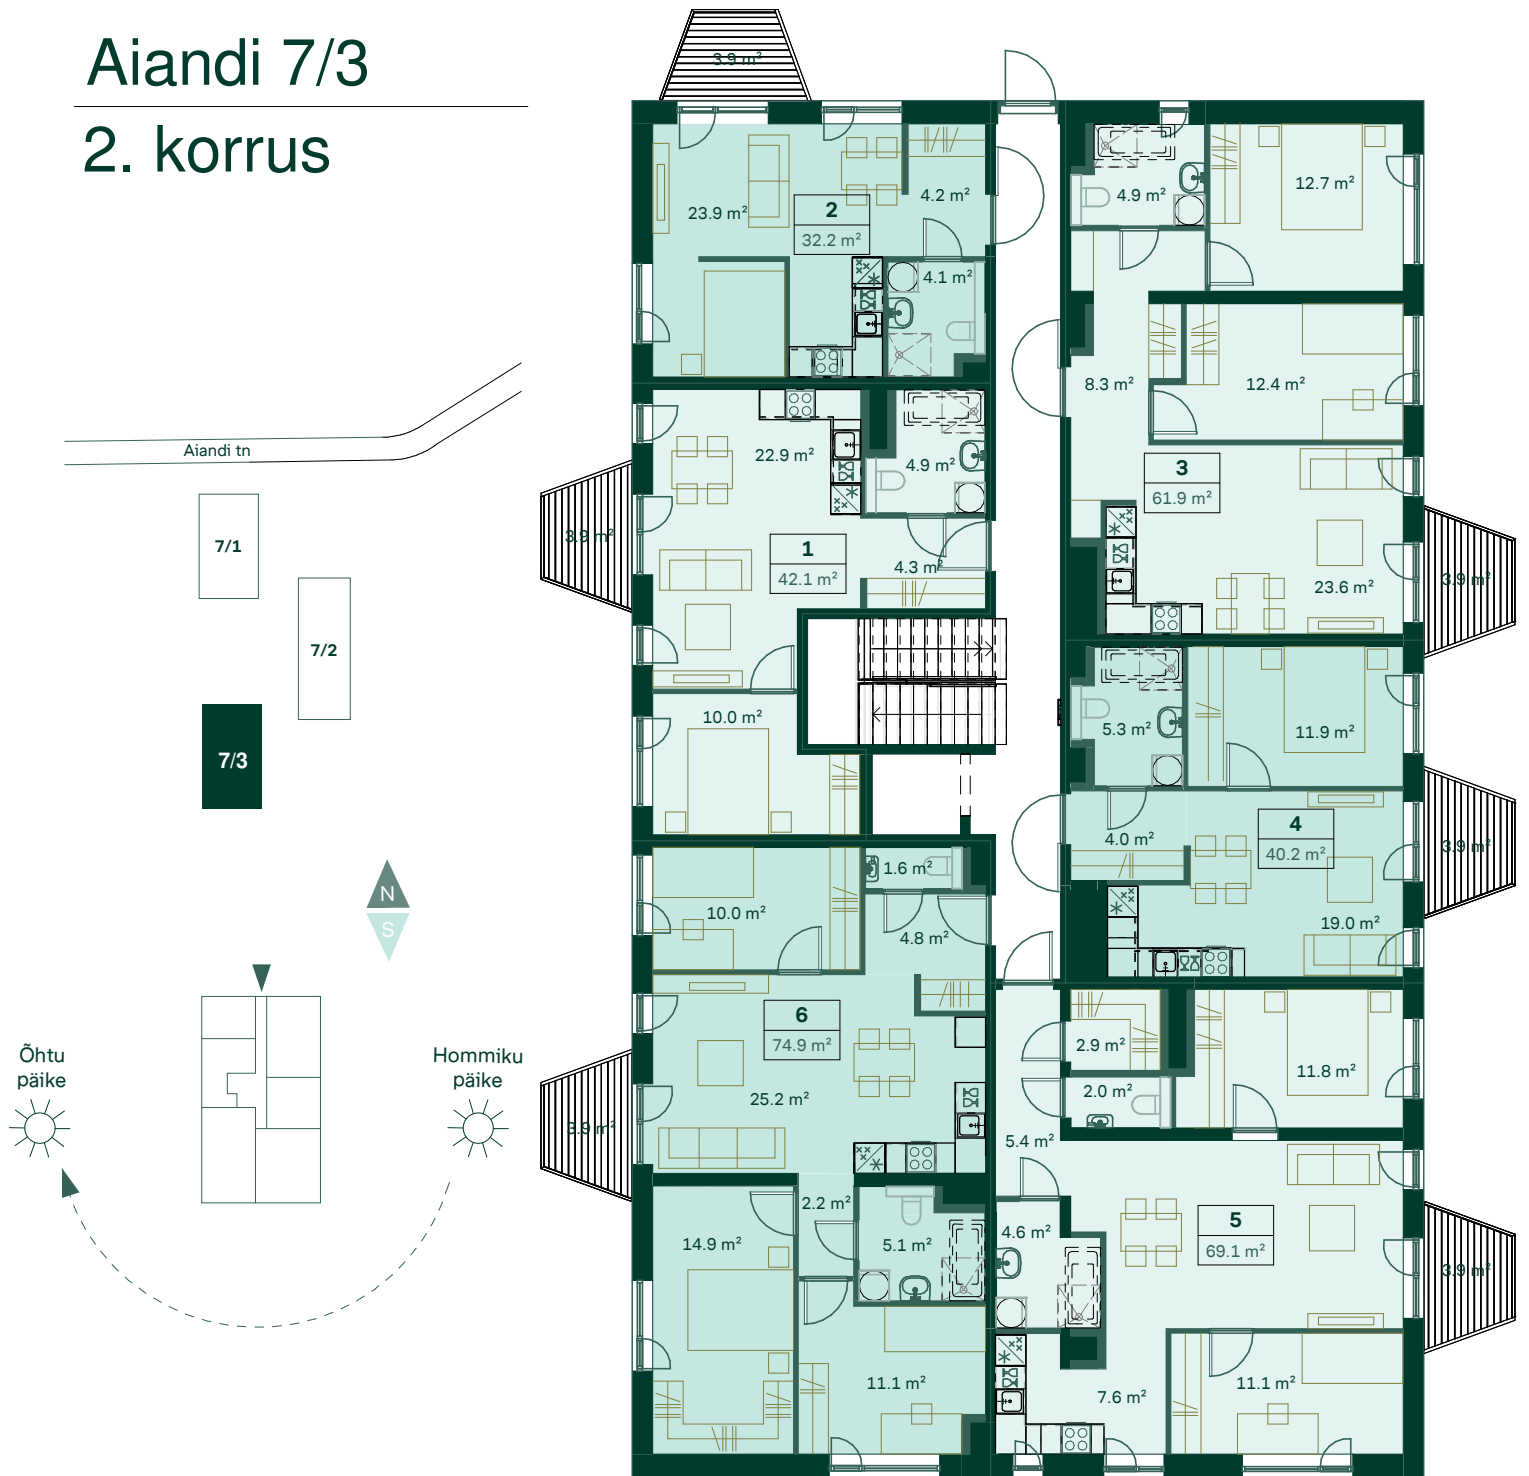 Aiandi 7/3
2. korrus
Aiandi tn
7/1
7/2
7/3
N
S
Õhtu
päike
Hommiku
päike
3.9 m²
23.9 m²
2
32.2 m²
4.2 m²
4.1 m²
4.9 m²
12.7 m²
8.3 m²
12.4 m²
3
61.9 m²
23.6 m²
3.9 m²
22.9 m²
4.9 m²
3.9 m²
1
42.1 m²
4.3 m²
10.0 m²
5.3 m²
11.9 m²
4.0 m²
4
40.2 m²
3.9 m²
19.0 m²
1.6 m²
10.0 m²
4.8 m²
6
74.9 m²
25.2 m²
3.9 m²
2.2 m²
14.9 m²
5.1 m²
11.1 m²
2.9 m²
2.0 m²
11.8 m²
5.4 m²
4.6 m²
5
69.1 m²
3.9 m²
7.6 m²
11.1 m²